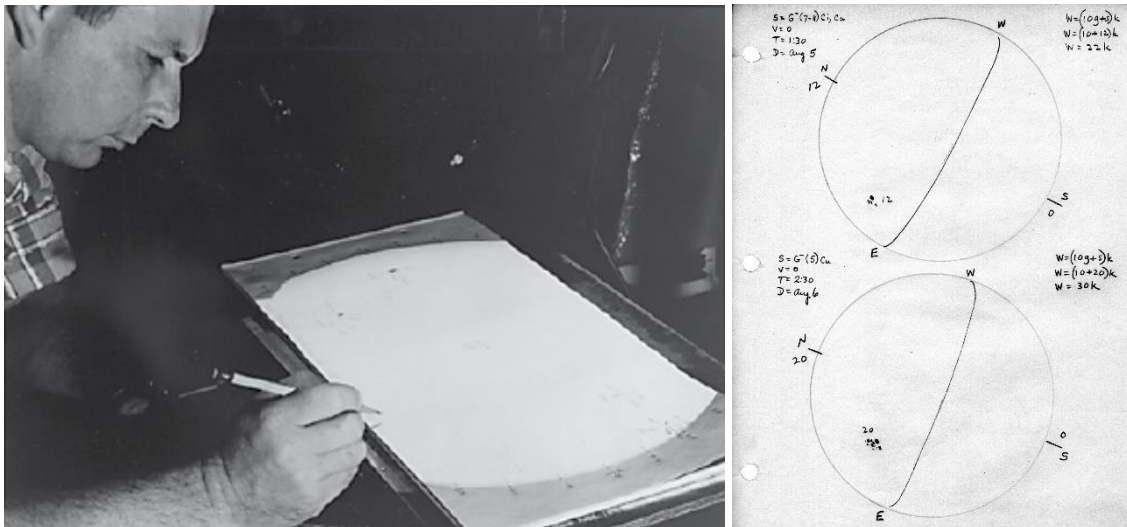 S = G⁻(7-8) Ci, Cu
V = 0
T = 1:30
D = Aug 5
W = (10g+s)k
W = (10+12)k
W = 22k
W
N
12
12
S
0
E
S = G⁻(5) Cu
V = 0
T = 2:30
D = Aug 6
W = (10g+s)k
W = (10+20)k
W = 30k
W
N
20
20
0
S
E